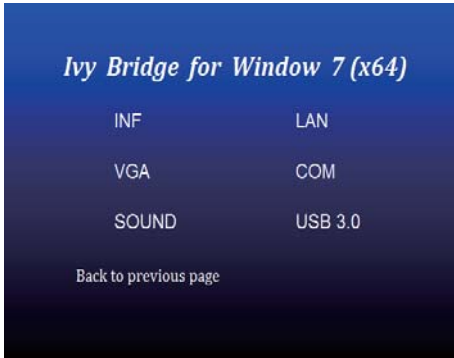 Ivy Bridge for Window 7 (x64)
INF LAN
VGA COM
SOUND USB 3.0
Back to previous page